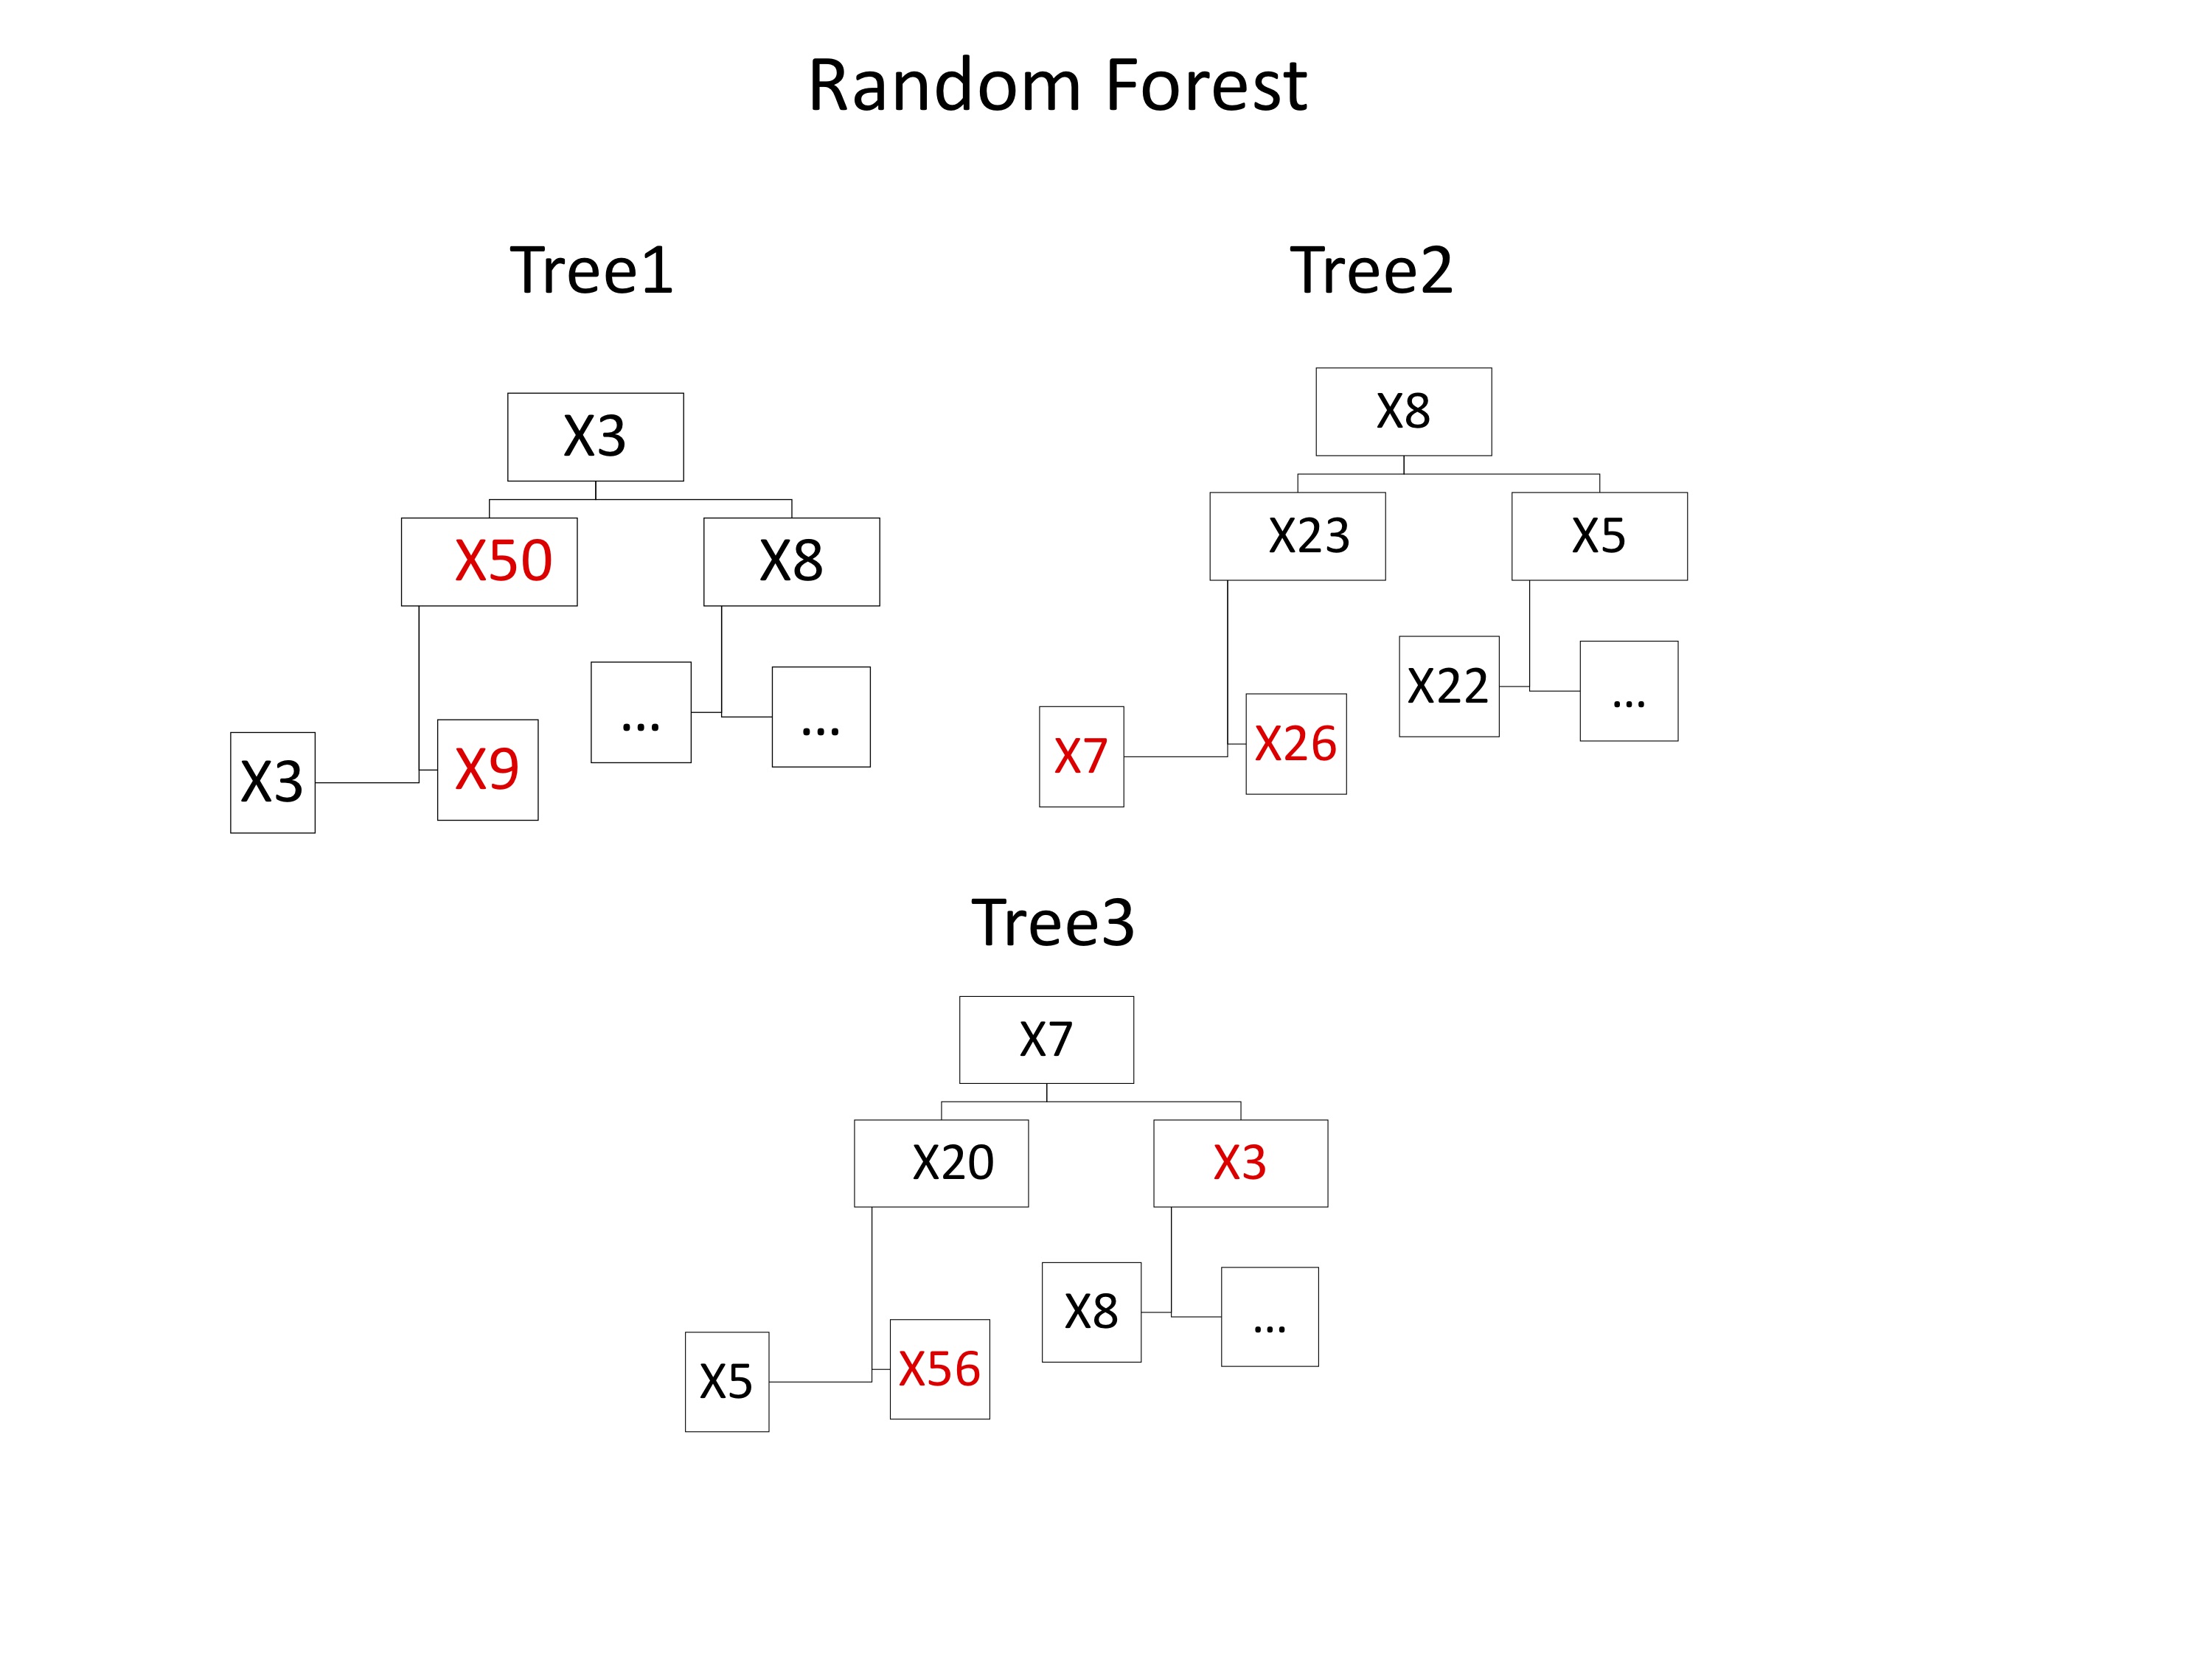 Random Forest
Tree1
X3
X50
X8
...
...
X3
X9
Tree2
X8
X23
X5
X22
...
X7
X26
Tree3
X7
X20
X3
X8
...
X5
X56